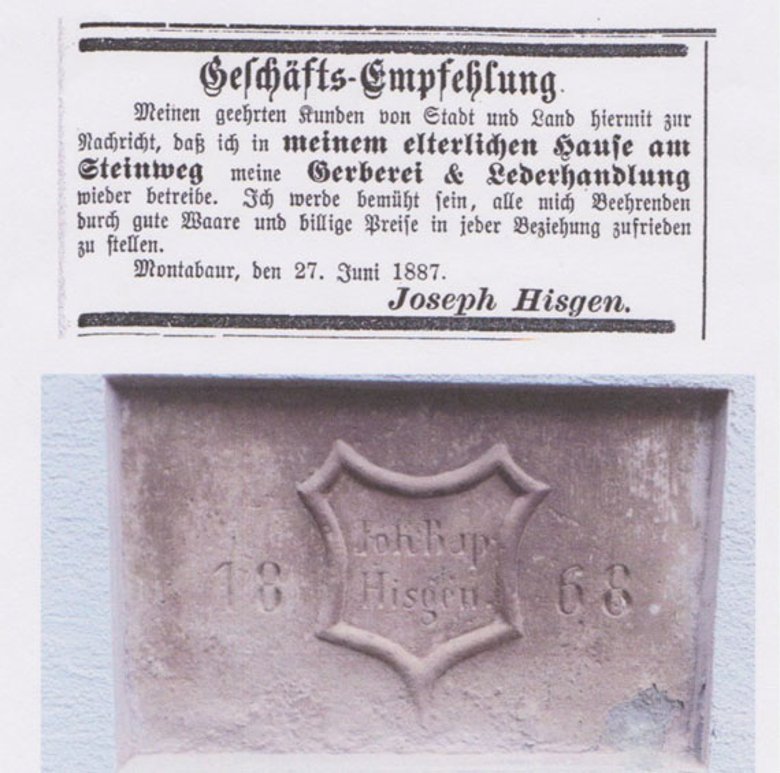 Geſchäfts-Empfehlung.
Meinen geehrten Kunden von Stadt und Land hiermit zur
Nachricht, daß ich in meinem elterlichen Hauſe am
Steinweg meine Gerberei & Lederhandlung
wieder betreibe. Ich werde bemüht ſein, alle mich Beehrenden
durch gute Waare und billige Preiſe in jeder Beziehung zufrieden
zu ſtellen.
Montabaur, den 27. Juni 1887.
Joseph Hisgen.
Joh Bap
18 Hisgen 68